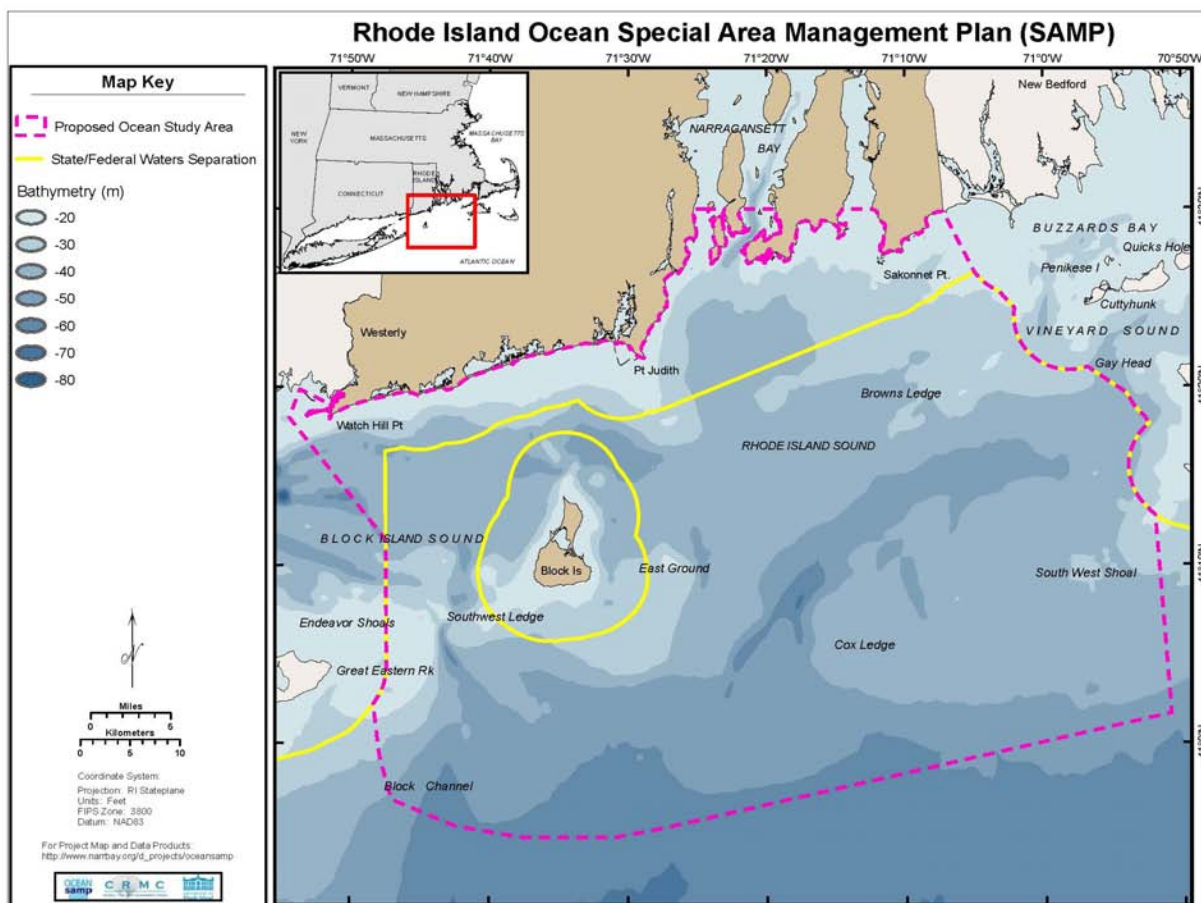 Rhode Island Ocean Special Area Management Plan (SAMP)
Map Key
Proposed Ocean Study Area
State/Federal Waters Separation
Bathymetry (m)
-20
-30
-40
-50
-60
-70
-80
N
Miles
0 5
Kilometers
0 5 10
Coordinate System:
Projection: RI Stateplane
Units: Feet
FIPS Zone: 3800
Datum: NAD83
For Project Map and Data Products:
http://www.narrbay.org/d_projects/oceansamp
OCEAN
samp
C R M C
71°50'W
71°40'W
71°30'W
71°20'W
71°10'W
71°0'W
70°50'W
VERMONT
NEW HAMPSHIRE
NEW
YORK
MASSACHUSETTS
MASSACHUSETTS
BAY
CONNECTICUT
RHODE
ISLAND
ATLANTIC OCEAN
New Bedford
NARRAGANSETT
BAY
BUZZARDS BAY
Quicks Hole
Penikese I
Sakonnet Pt.
Cuttyhunk
VINEYARD SOUND
Westerly
Gay Head
Pt Judith
Browns Ledge
Watch Hill Pt
RHODE ISLAND SOUND
BLOCK ISLAND SOUND
Block Is
East Ground
South West Shoal
Southwest Ledge
Endeavor Shoals
Cox Ledge
Great Eastern Rk
Block Channel